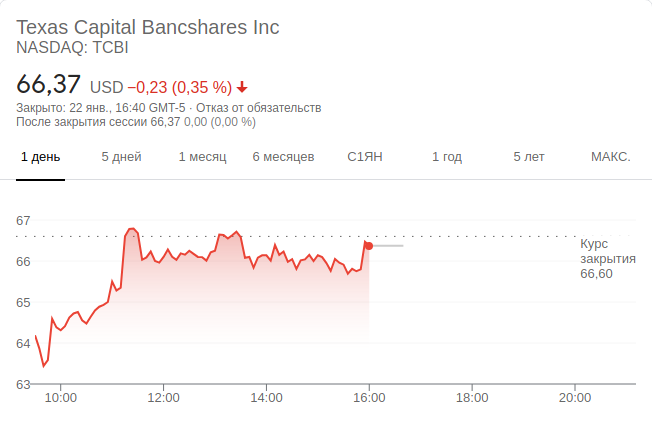 Texas Capital Bancshares Inc
NASDAQ: TCBI
66,37 USD −0,23 (0,35 %)
Закрыто: 22 янв., 16:40 GMT-5 · Отказ от обязательств
После закрытия сессии 66,37 0,00 (0,00 %)
1 день 5 дней 1 месяц 6 месяцев С1ЯН 1 год 5 лет МАКС.
67
Курс
закрытия
66,60
66
65
64
63
10:00 12:00 14:00 16:00 18:00 20:00